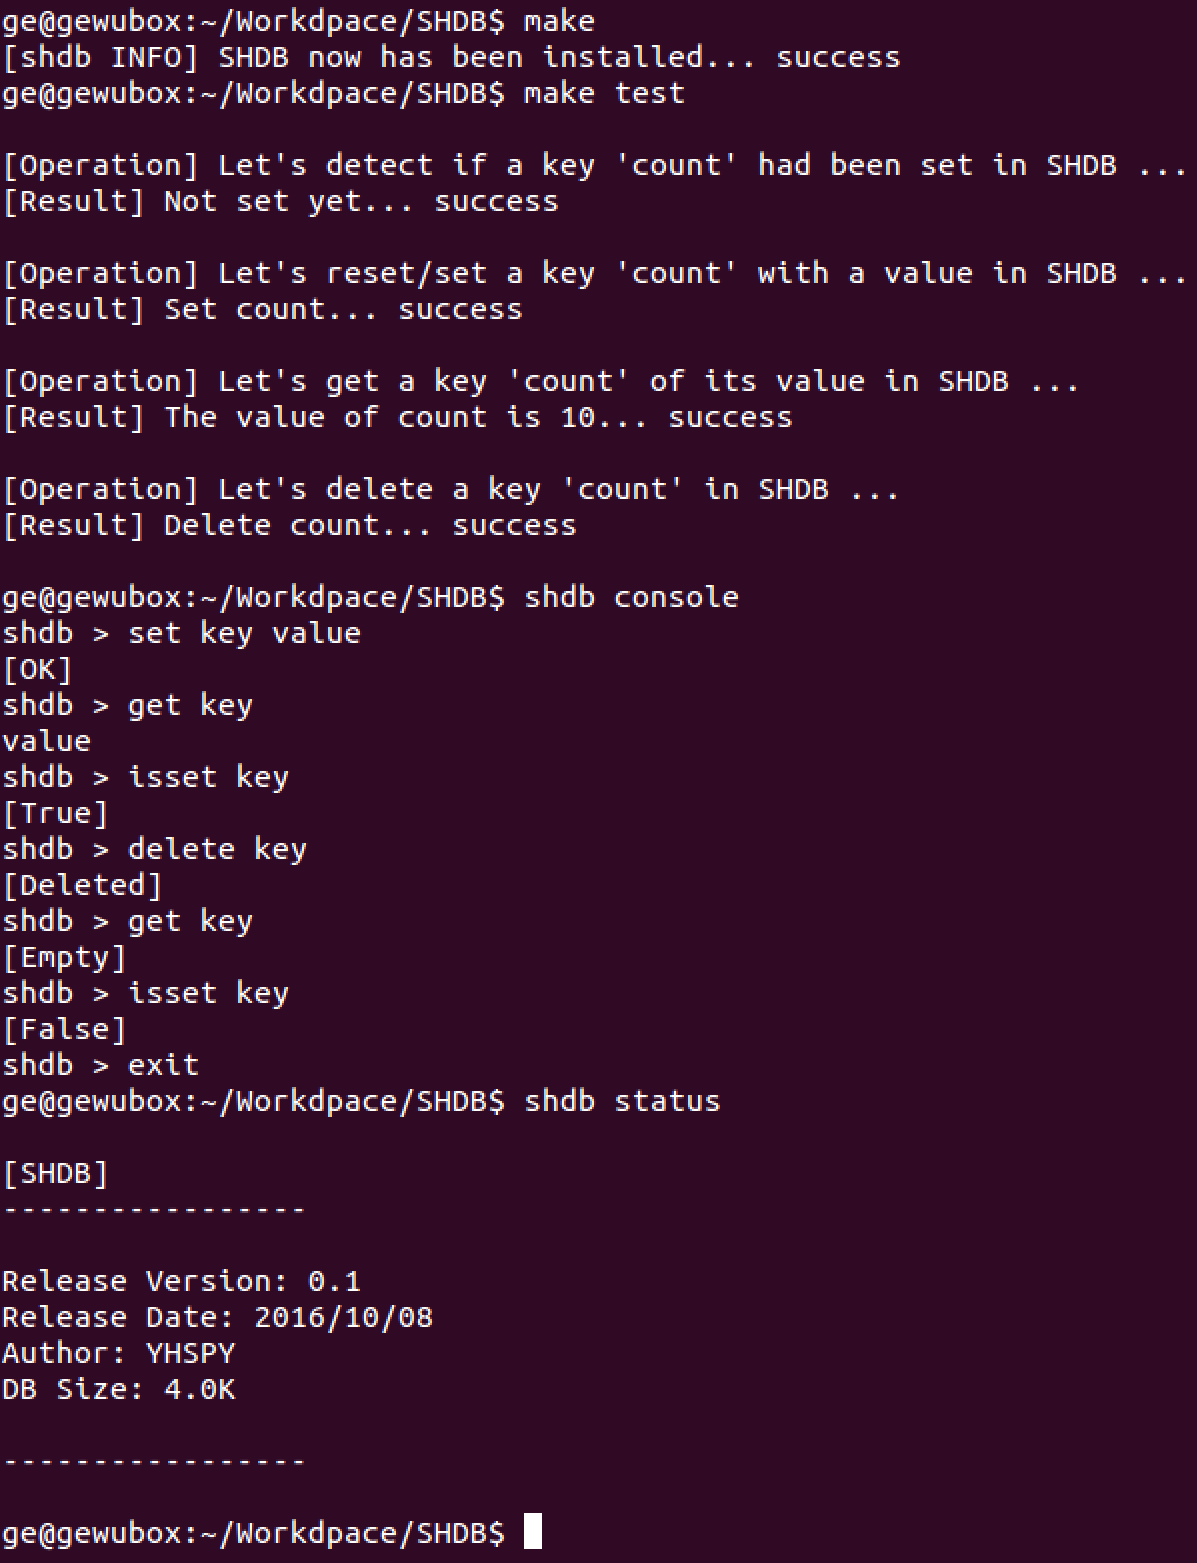 ge@gewubox:~/Workdpace/SHDB$ make
[shdb INFO] SHDB now has been installed... success
ge@gewubox:~/Workdpace/SHDB$ make test
[Operation] Let's detect if a key 'count' had been set in SHDB ...
[Result] Not set yet... success
[Operation] Let's reset/set a key 'count' with a value in SHDB ...
[Result] Set count... success
[Operation] Let's get a key 'count' of its value in SHDB ...
[Result] The value of count is 10... success
[Operation] Let's delete a key 'count' in SHDB ...
[Result] Delete count... success
ge@gewubox:~/Workdpace/SHDB$ shdb console
shdb > set key value
[OK]
shdb > get key
value
shdb > isset key
[True]
shdb > delete key
[Deleted]
shdb > get key
[Empty]
shdb > isset key
[False]
shdb > exit
ge@gewubox:~/Workdpace/SHDB$ shdb status
[SHDB]
-----------------
Release Version: 0.1
Release Date: 2016/10/08
Author: YHSPY
DB Size: 4.0K
-----------------
ge@gewubox:~/Workdpace/SHDB$